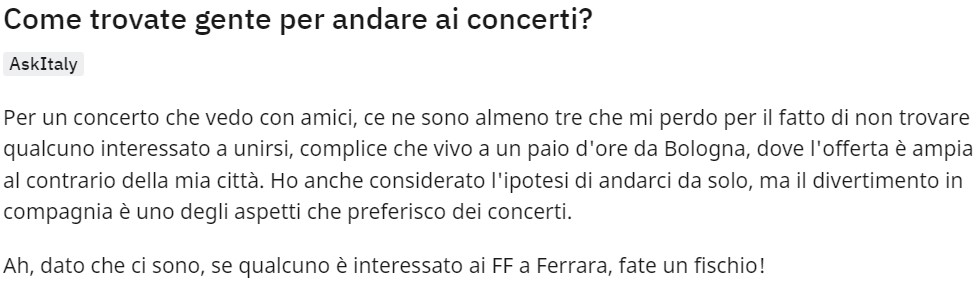 Come trovate gente per andare ai concerti?
AskItaly
Per un concerto che vedo con amici, ce ne sono almeno tre che mi perdo per il fatto di non trovare
qualcuno interessato a unirsi, complice che vivo a un paio d'ore da Bologna, dove l'offerta è ampia
al contrario della mia città. Ho anche considerato l'ipotesi di andarci da solo, ma il divertimento in
compagnia è uno degli aspetti che preferisco dei concerti.
Ah, dato che ci sono, se qualcuno è interessato ai FF a Ferrara, fate un fischio!